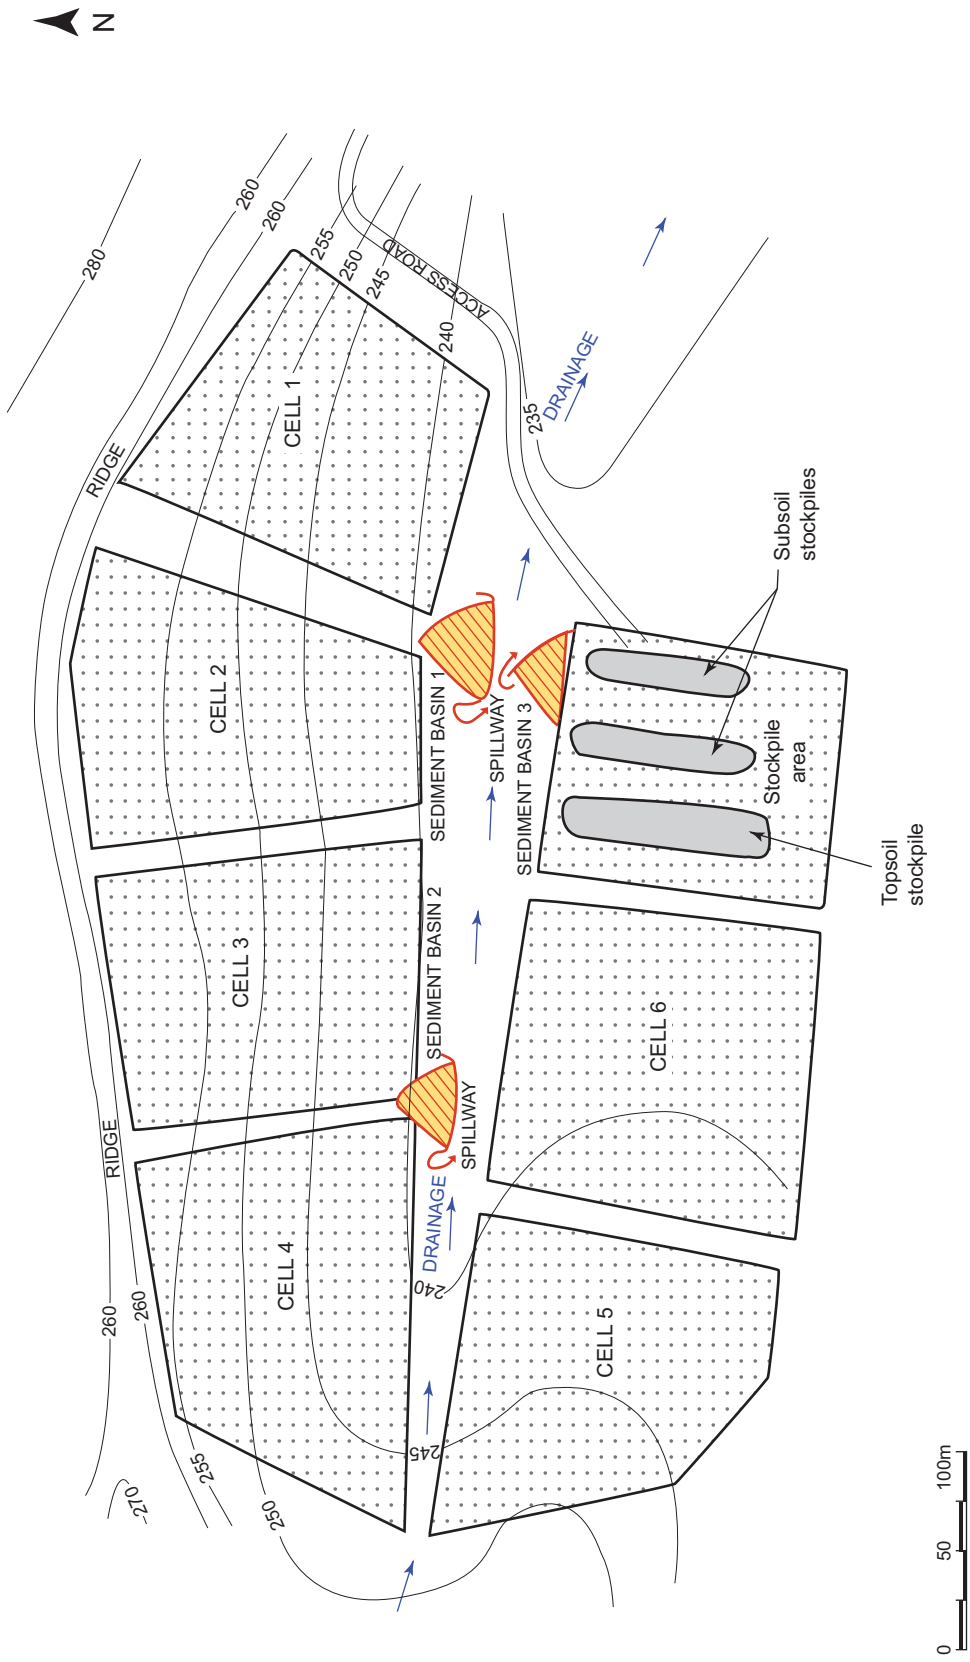 N
280
260
260
255
250
245
240
ACCESS ROAD
RIDGE
CELL 1
235
DRAINAGE
CELL 2
SEDIMENT BASIN 1
SPILLWAY
SEDIMENT BASIN 3
Subsoil
stockpiles
Stockpile
area
Topsoil
stockpile
CELL 3
SEDIMENT BASIN 2
SPILLWAY
CELL 6
RIDGE
DRAINAGE
240
CELL 4
CELL 5
260
260
245
255
270
250
0 50 100m